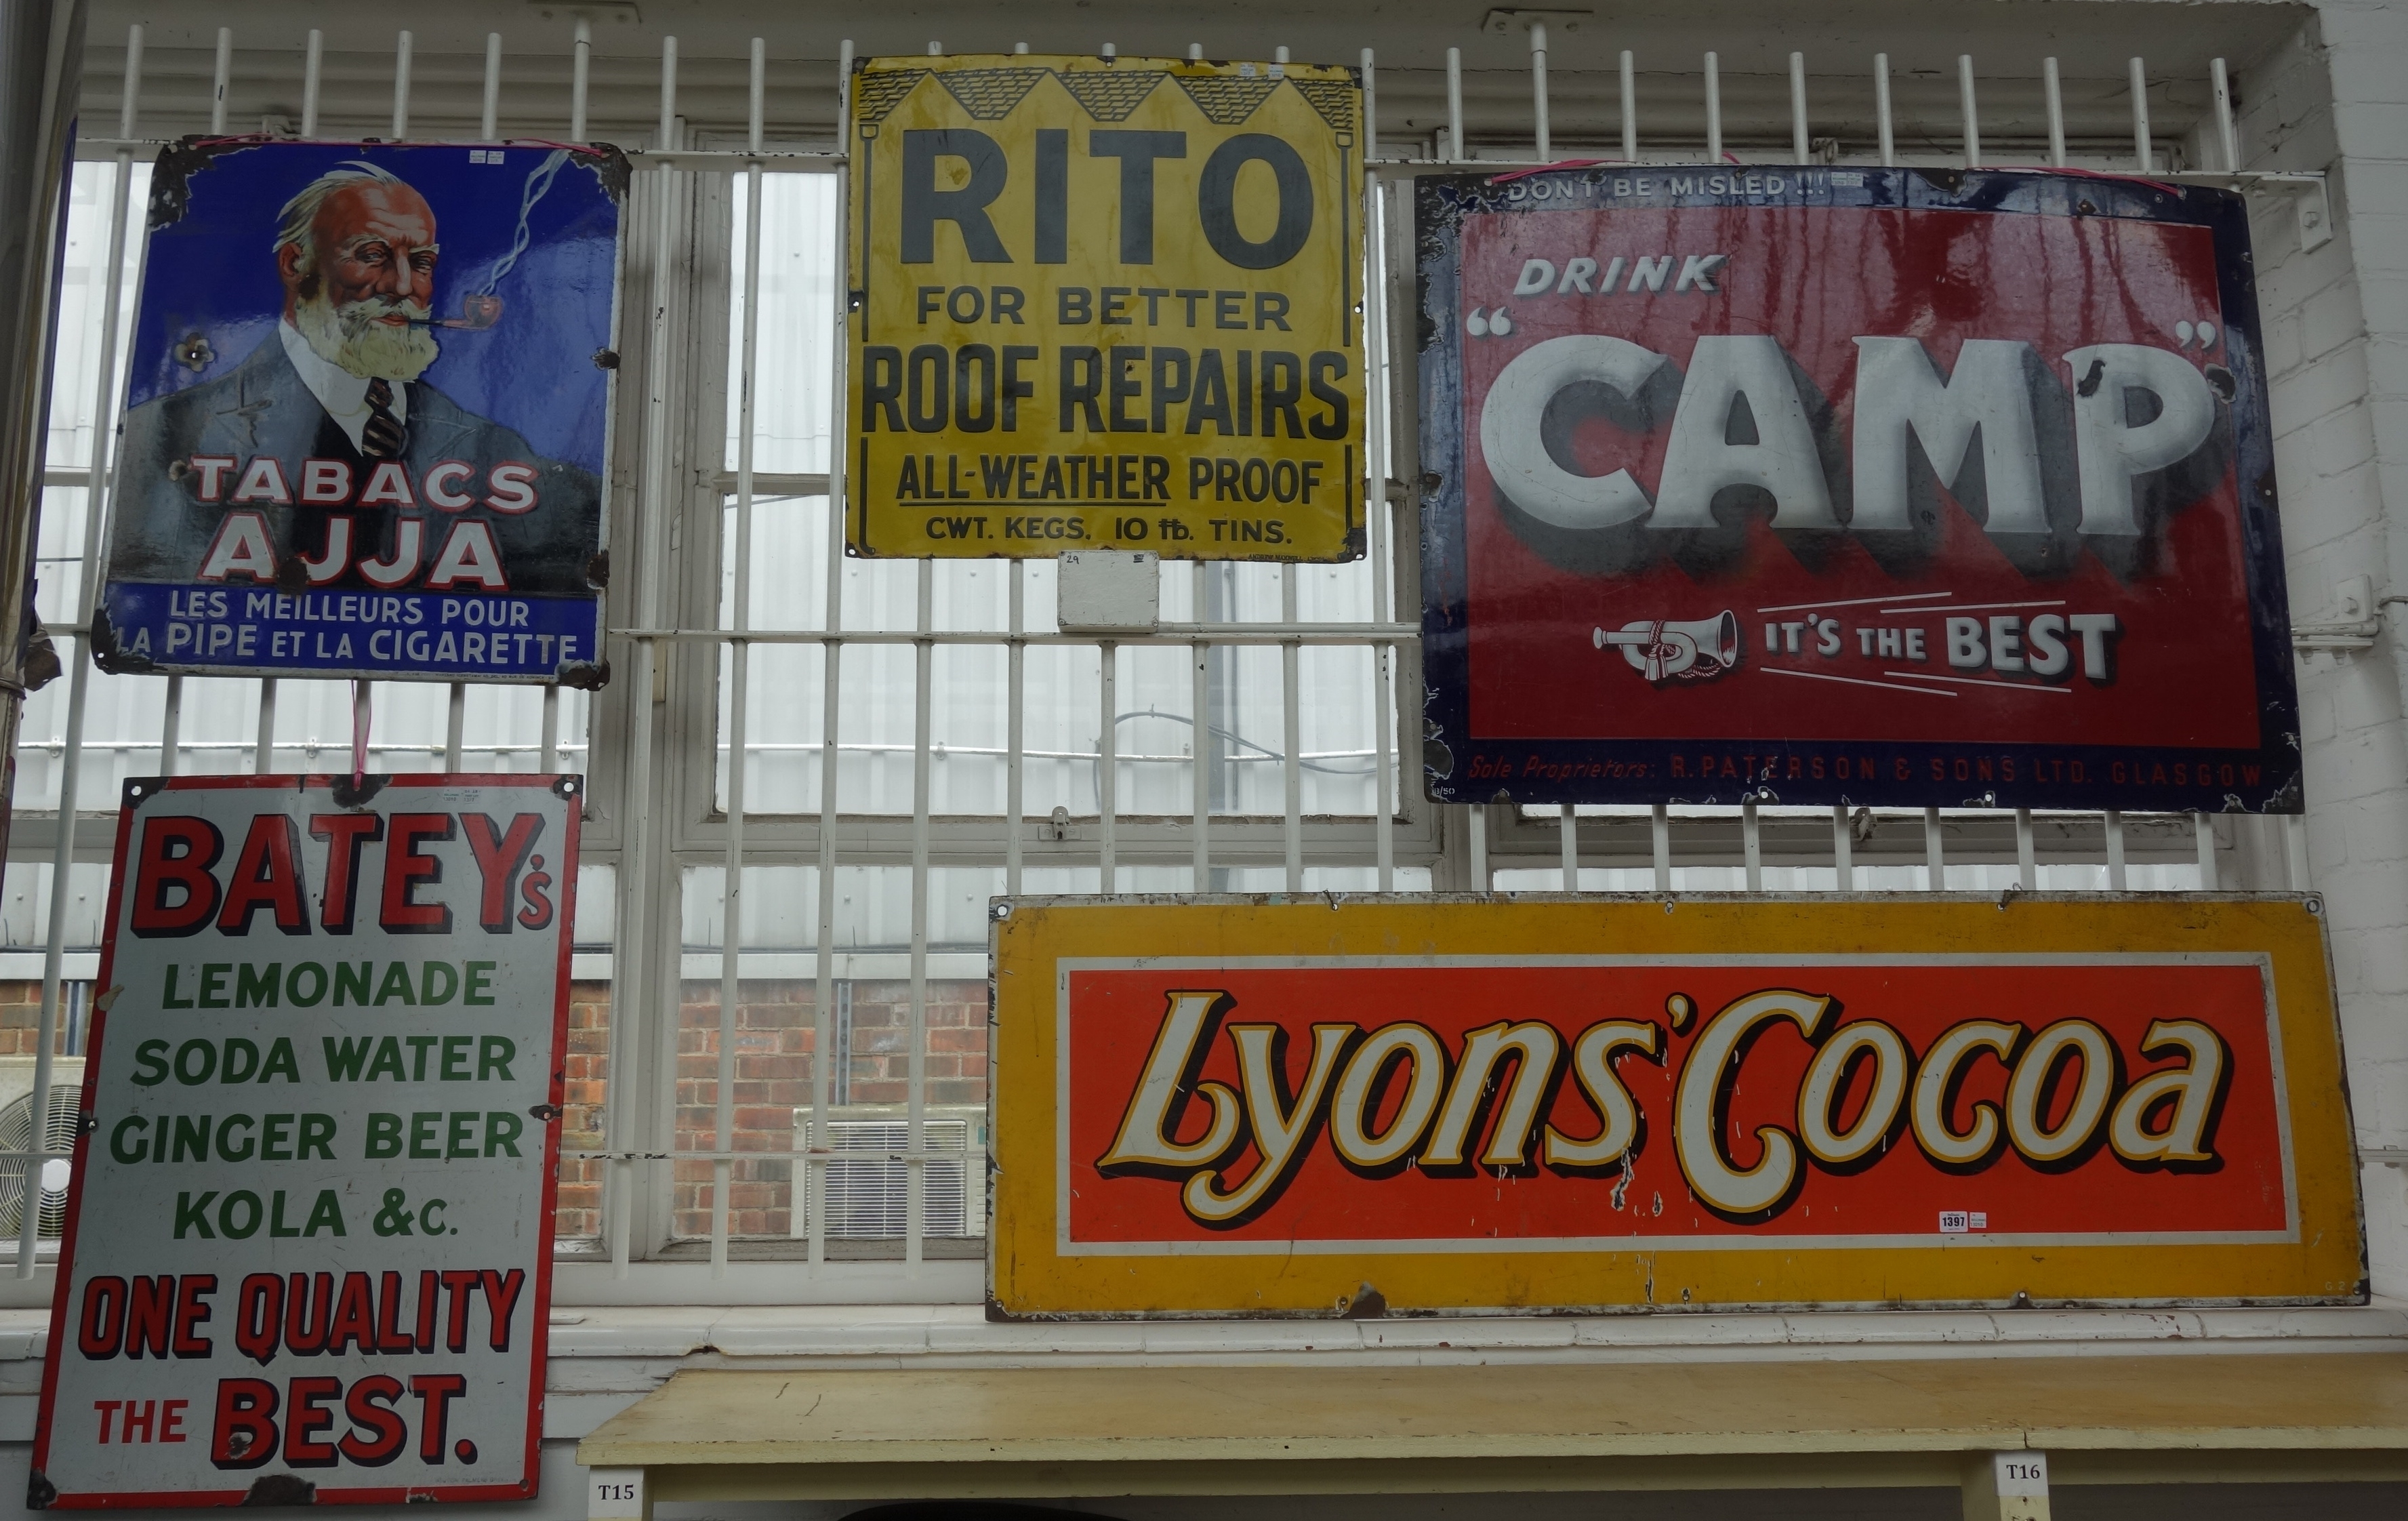 TABACS
AJJA
LES MEILLEURS POUR
LA PIPE ET LA CIGARETTE
RITO
FOR BETTER
ROOF REPAIRS
ALL-WEATHER PROOF
CWT. KEGS. 10 lb. TINS.
29
DON'T BE MISLED!!!
DRINK
"CAMP"
IT'S THE BEST
Sole Proprietors: R. PATERSON & SONS LTD. GLASGOW
BATEY'S
LEMONADE
SODA WATER
GINGER BEER
KOLA &C.
ONE QUALITY
THE BEST.
Lyons' Cocoa
1397
T15
T16